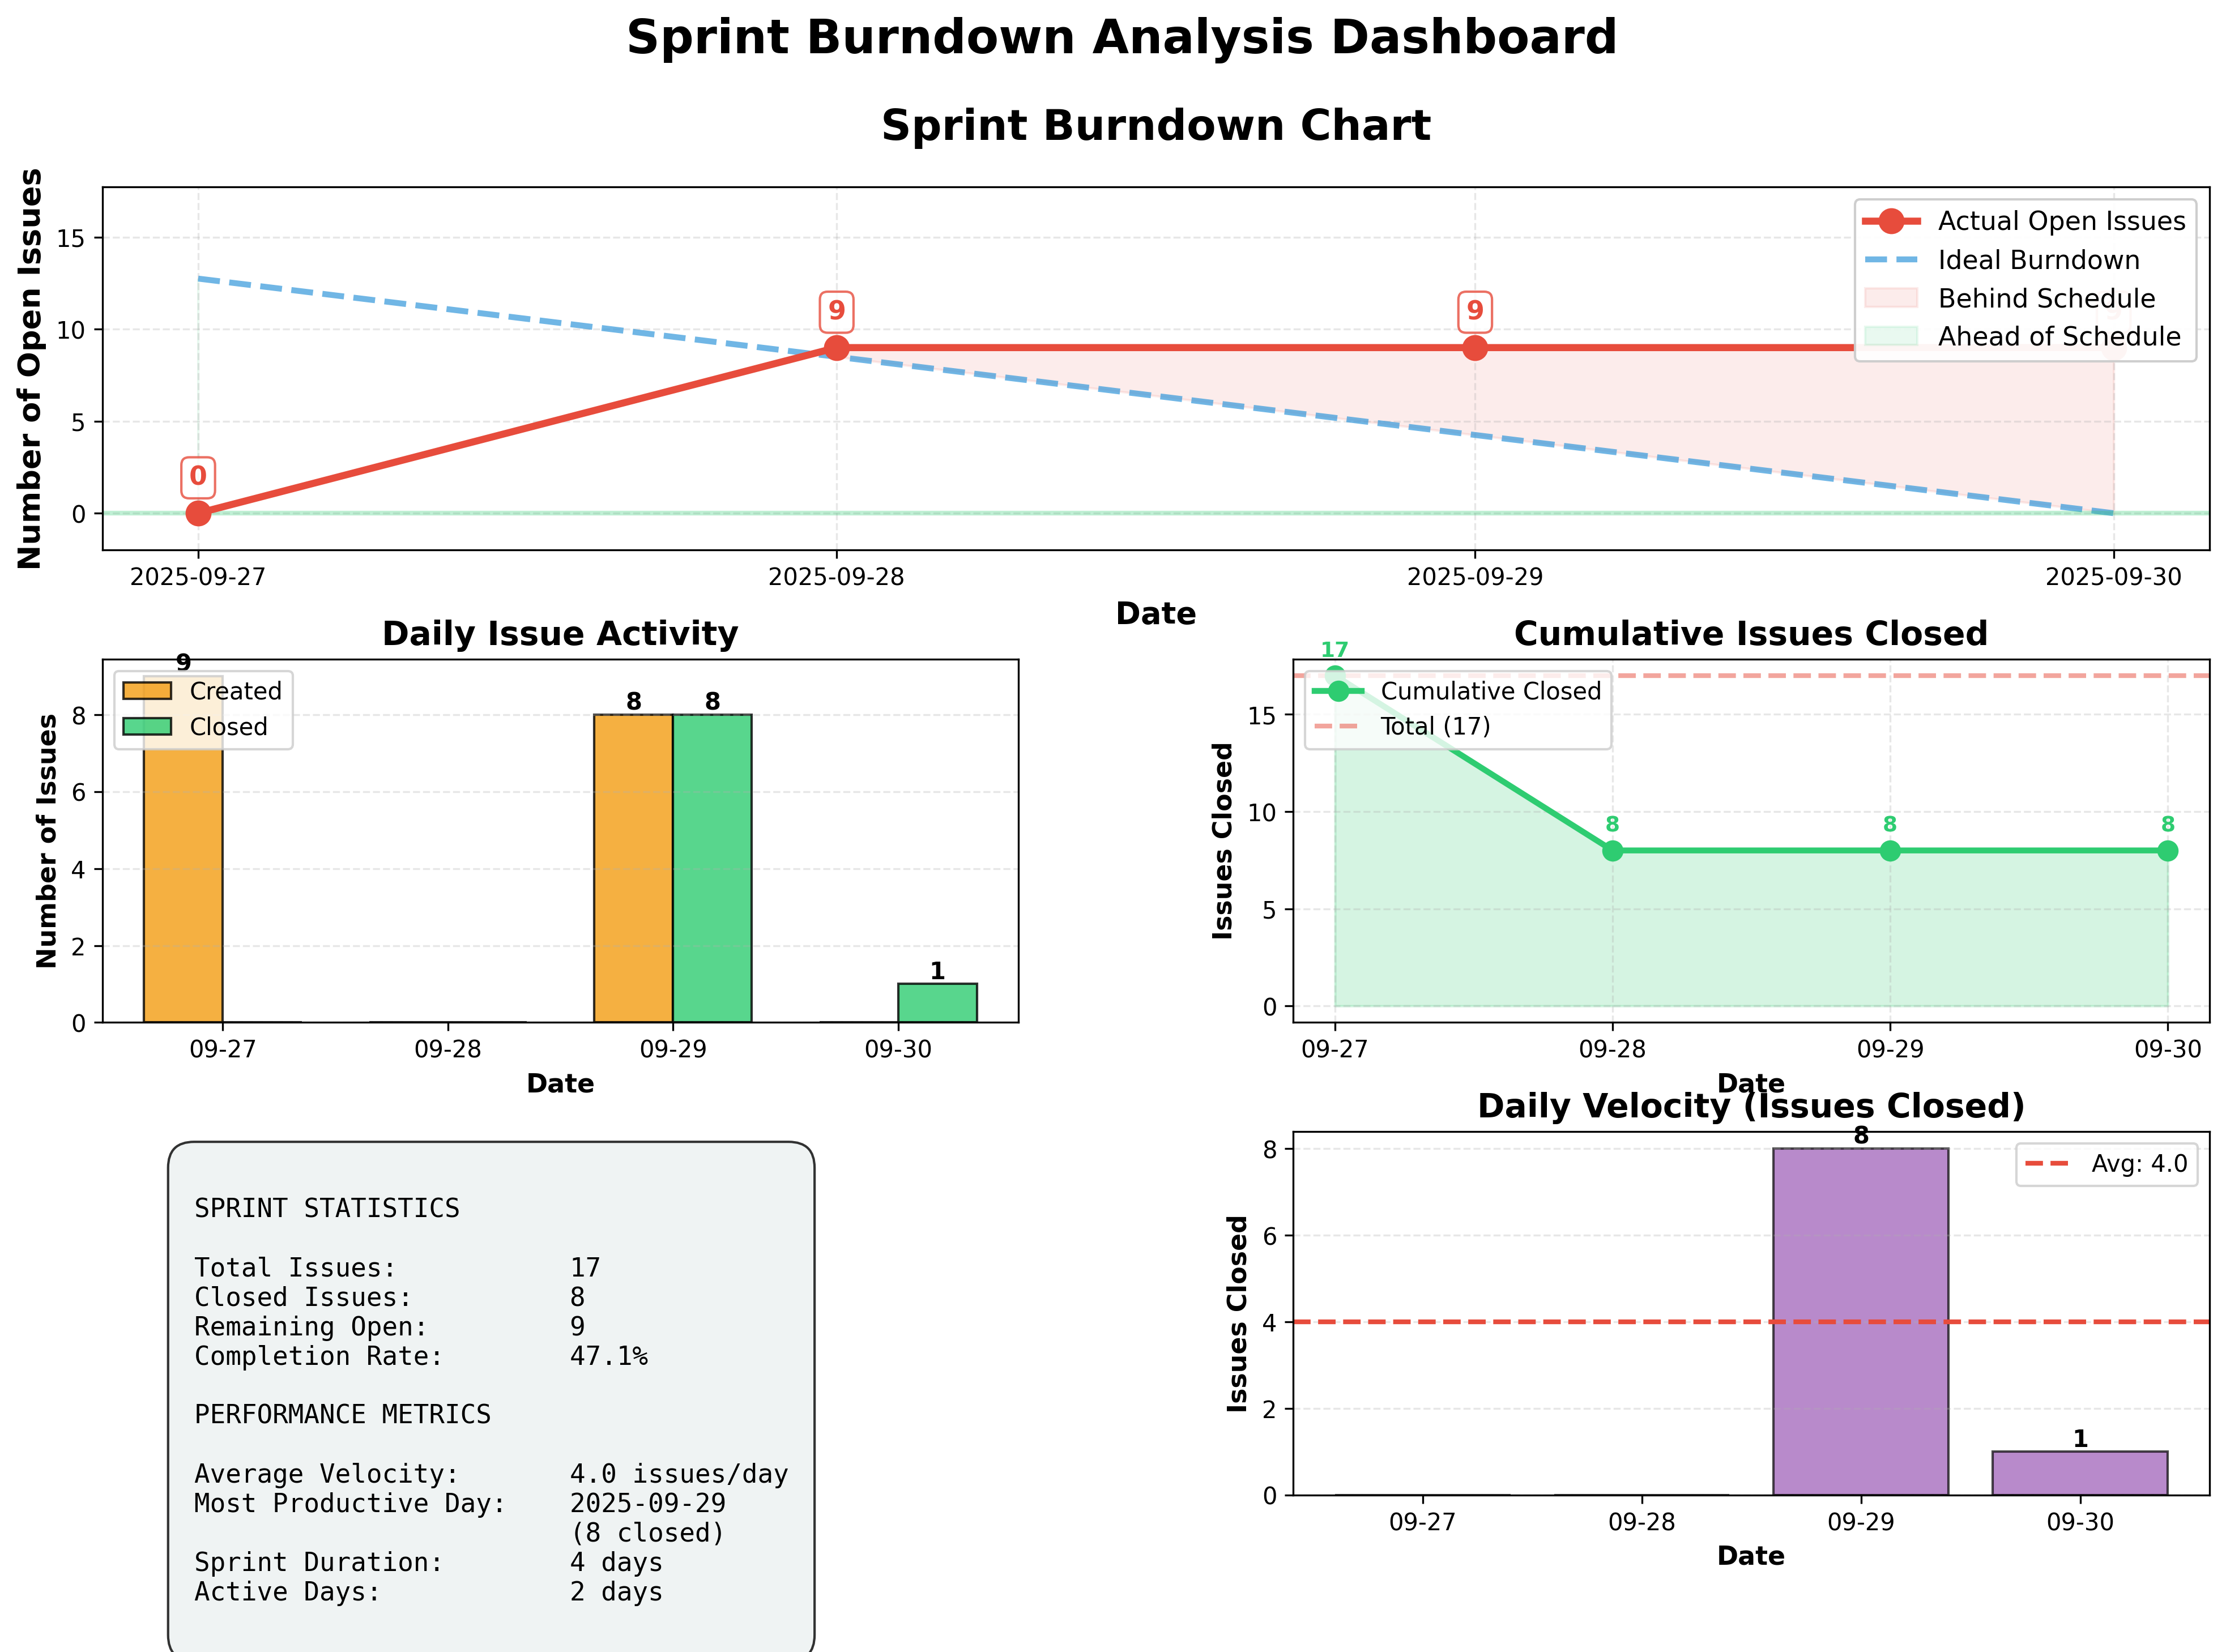 Sprint Burndown Analysis Dashboard
Sprint Burndown Chart
Number of Open Issues
15
10
5
0
0
9
9
9
Actual Open Issues
Ideal Burndown
Behind Schedule
Ahead of Schedule
2025-09-27
2025-09-28
2025-09-29
2025-09-30
Date
Daily Issue Activity
Number of Issues
8
6
4
2
0
9
8
8
1
Created
Closed
09-27
09-28
09-29
09-30
Date
Cumulative Issues Closed
Issues Closed
15
10
5
0
17
8
8
8
Cumulative Closed
Total (17)
09-27
09-28
09-29
09-30
Date
SPRINT STATISTICS
Total Issues: 17
Closed Issues: 8
Remaining Open: 9
Completion Rate: 47.1%
PERFORMANCE METRICS
Average Velocity: 4.0 issues/day
Most Productive Day: 2025-09-29
(8 closed)
Sprint Duration: 4 days
Active Days: 2 days
Daily Velocity (Issues Closed)
Issues Closed
8
6
4
2
0
8
1
Avg: 4.0
09-27
09-28
09-29
09-30
Date